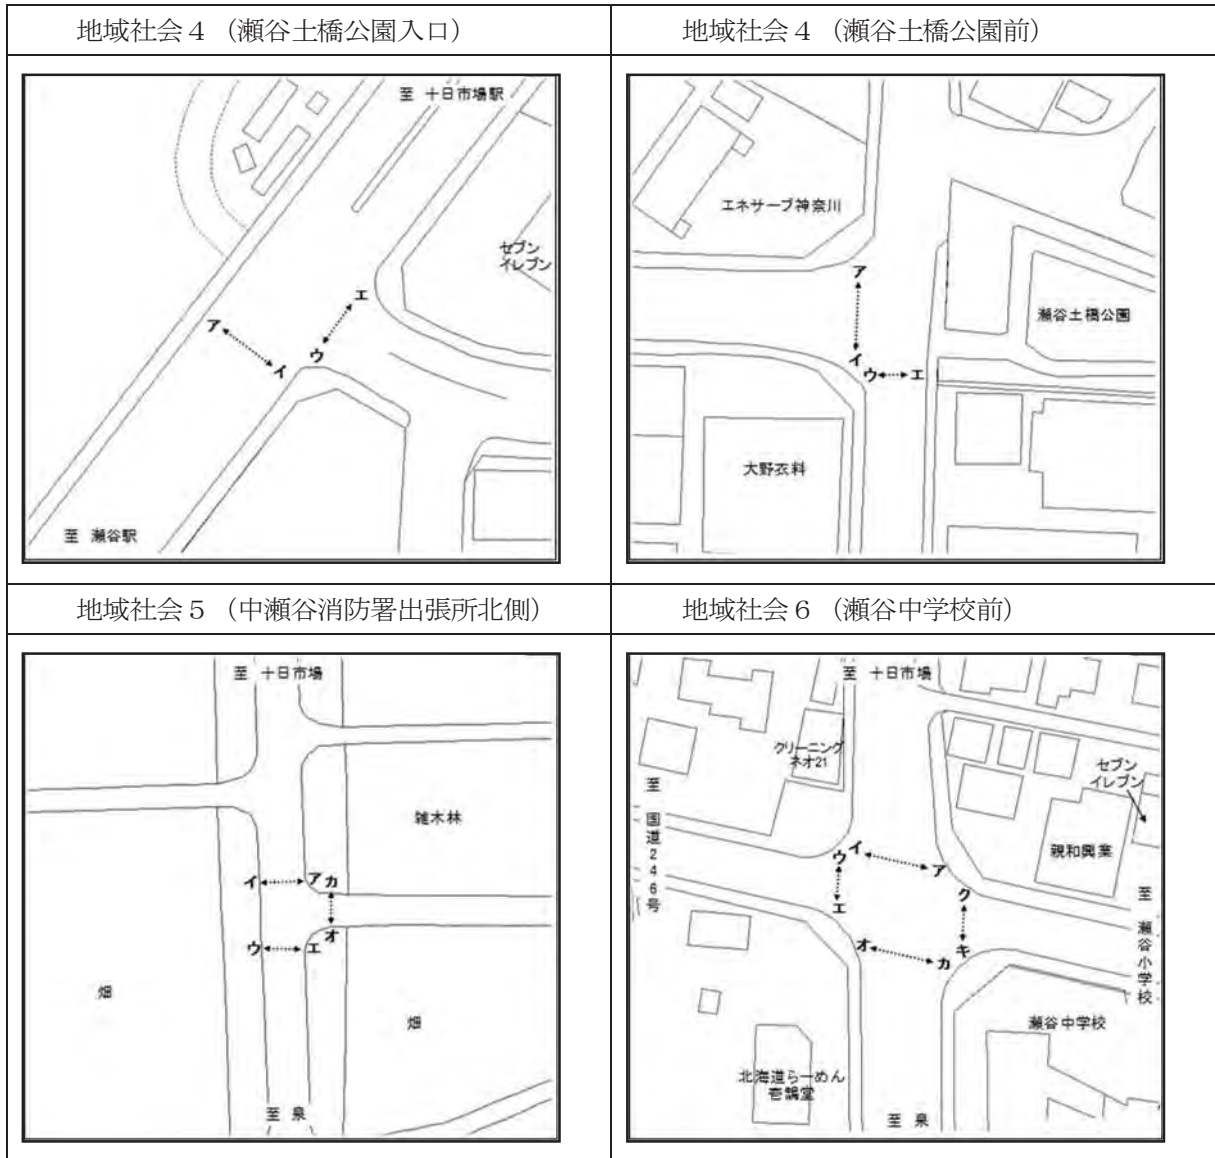 地域社会４（瀬谷土橋公園入口）
地域社会４（瀬谷土橋公園前）
至 十日市場駅
セブン
イレブン
エ
ア
ウ
イ
至 瀬谷駅
エネサーブ神奈川
ア
瀬谷土橋公園
イ
ウ
エ
大野衣料
地域社会５（中瀬谷消防署出張所北側）
地域社会６（瀬谷中学校前）
至 十日市場
雑木林
イ
ア
カ
ウ
エ
オ
畑
畑
至 泉
至 十日市場
クリーニング
ネオ21
セブン
イレブン
至 国道246号
親和興業
ウ
イ
ア
エ
ク
至 瀬谷小学校
オ
カ
キ
瀬谷中学校
北海道らーめん
壱鵠堂
至 泉